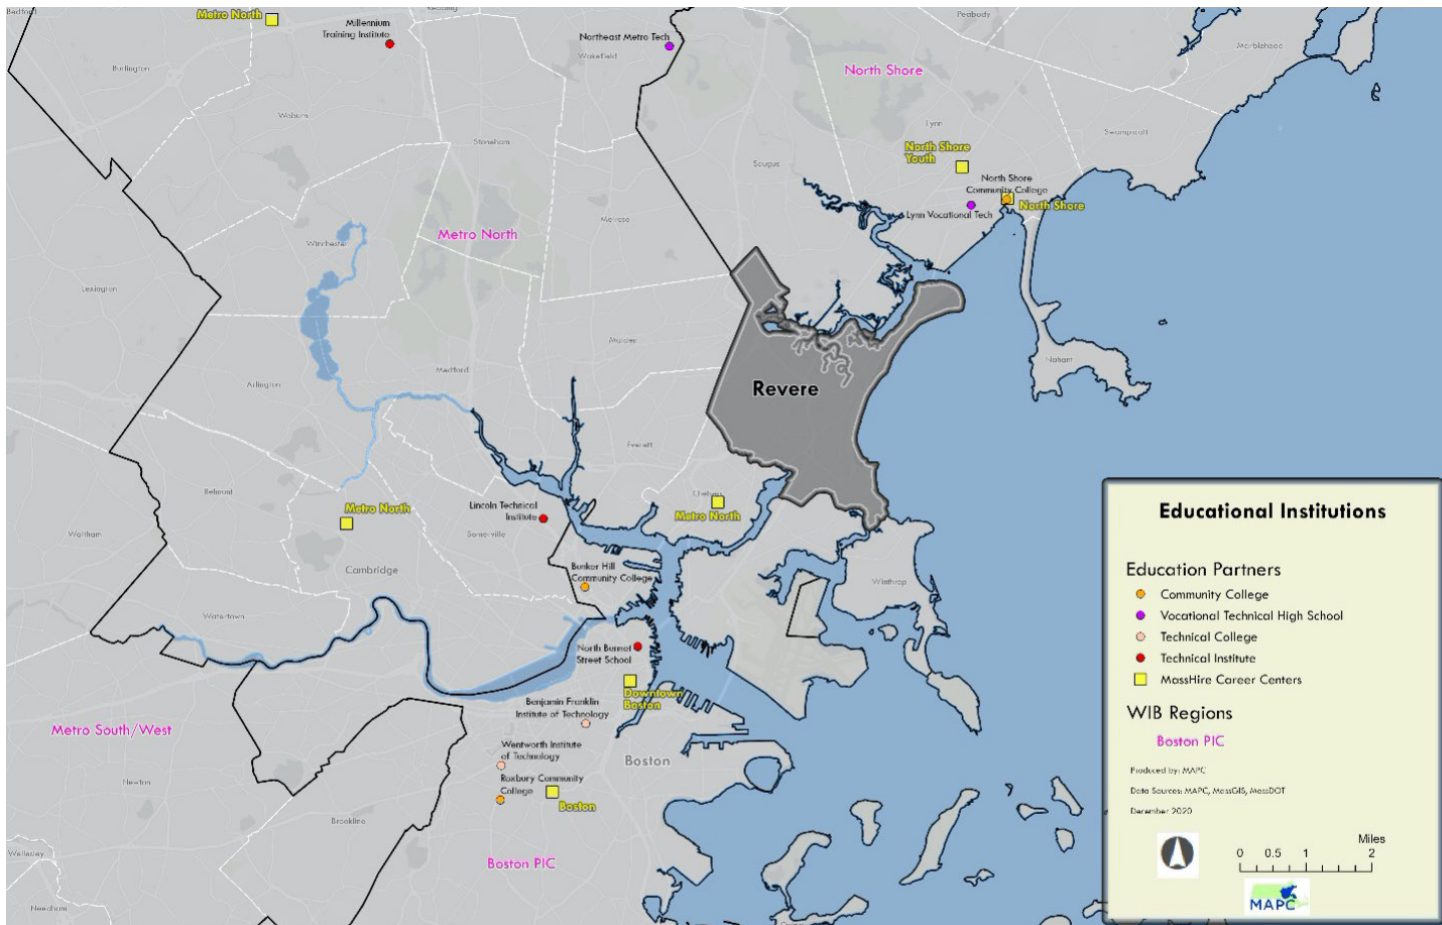 Bedford
Metro North
Millennium
Training Institute
Reading
Northeast Metro Tech
Wakefield
Peabody
Marblehead
Burlington
North Shore
Woburn
Stoneham
Lynn
Swampscott
North Shore
Youth
Saugus
North Shore
Community College
North Shore
Lynn Vocational Tech
Melrose
Metro North
Winchester
Lexington
Malden
Nahant
Medford
Arlington
Revere
Everett
Belmont
Chelsea
Metro North
Metro North
Lincoln Technical
Institute
Waltham
Somerville
Cambridge
Bunker Hill
Community College
Winthrop
Watertown
North Bennet
Street School
Downtown
Boston
Benjamin Franklin
Institute of Technology
Metro South/West
Wentworth Institute
of Technology
Boston
Newton
Roxbury Community
College
Boston
Brookline
Wellesley
Boston PIC
Needham
Educational Institutions
Education Partners
Community College
Vocational Technical High School
Technical College
Technical Institute
MassHire Career Centers
WIB Regions
Boston PIC
Produced by: MAPC
Data Sources: MAPC, MassGIS, MassDOT
December 2020
Miles
0 0.5 1 2
MAPC